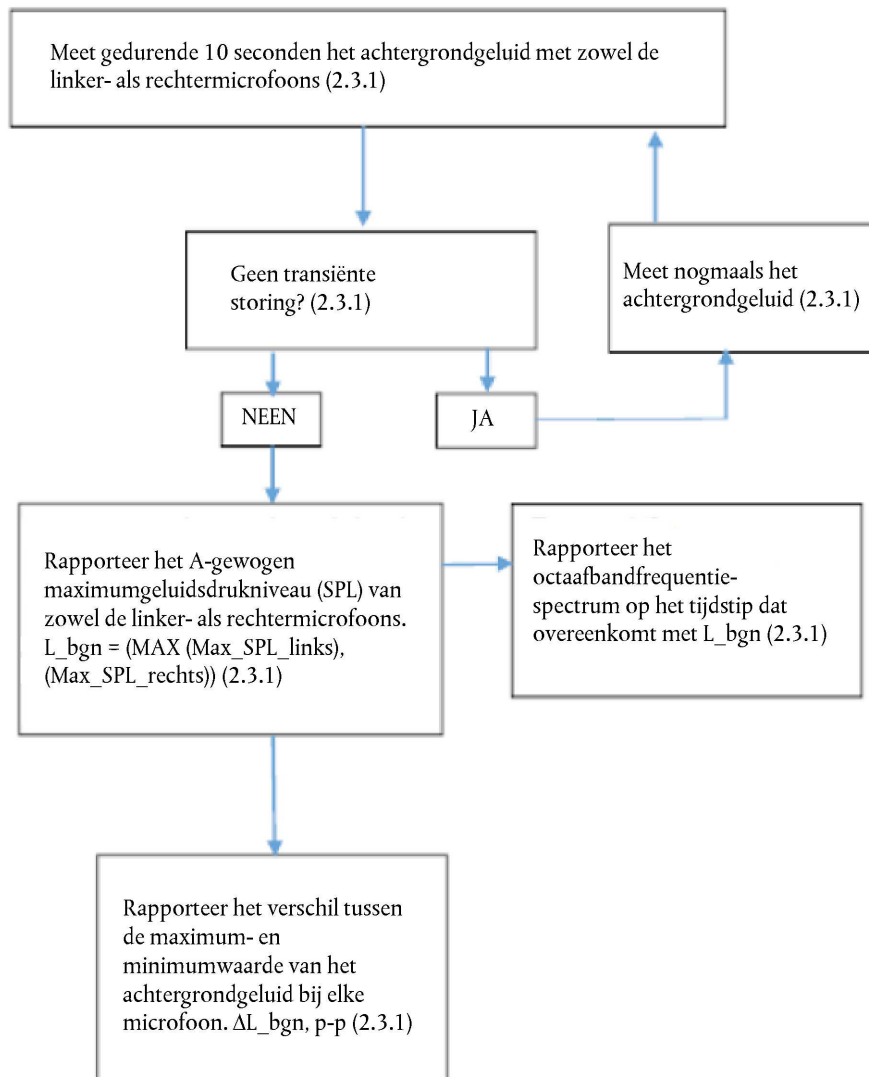 Meet gedurende 10 seconden het achtergrondgeluid met zowel de
linker- als rechtermicrofoons (2.3.1)
Geen transiënte
storing? (2.3.1)
Meet nogmaals het
achtergrondgeluid (2.3.1)
NEEN
JA
Rapporteer het A-gewogen
maximumgeluidsdrukniveau (SPL) van
zowel de linker- als rechtermicrofoons.
L_bgn = (MAX (Max_SPL_links),
(Max_SPL_rechts)) (2.3.1)
Rapporteer het
octaafbandfrequentie-
spectrum op het tijdstip dat
overeenkomt met L_bgn (2.3.1)
Rapporteer het verschil tussen
de maximum- en
minimumwaarde van het
achtergrondgeluid bij elke
microfoon. ΔL_bgn, p-p (2.3.1)